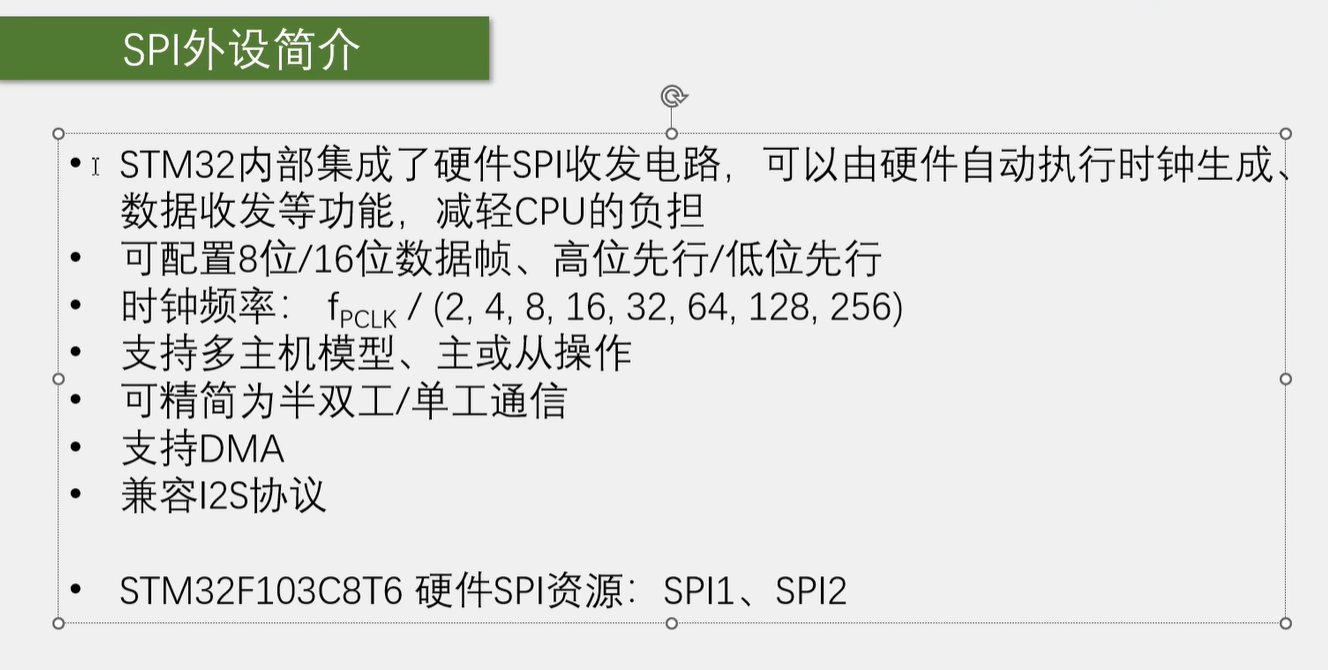 SPI外设简介
• STM32内部集成了硬件SPI收发电路，可以由硬件自动执行时钟生成、
数据收发等功能，减轻CPU的负担
• 可配置8位/16位数据帧、高位先行/低位先行
• 时钟频率： fPCLK / (2, 4, 8, 16, 32, 64, 128, 256)
• 支持多主机模型、主或从操作
• 可精简为半双工/单工通信
• 支持DMA
• 兼容I2S协议
• STM32F103C8T6 硬件SPI资源：SPI1、SPI2